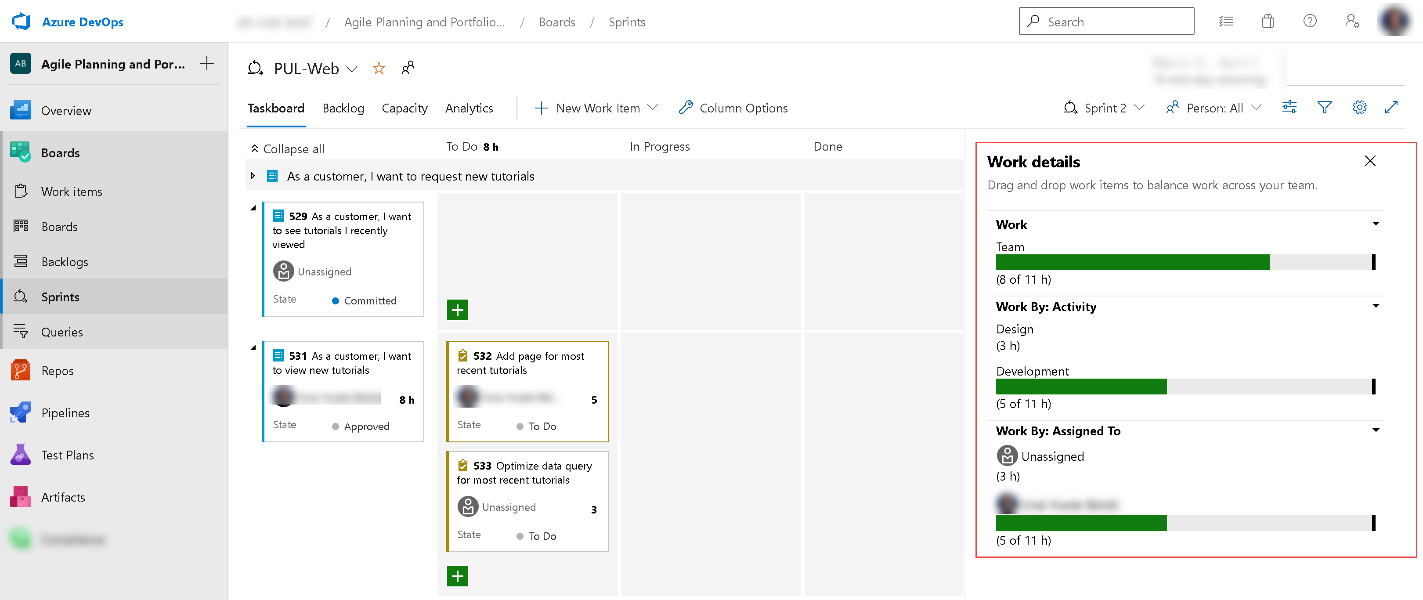 Azure DevOps
/ Agile Planning and Portfolio... / Boards / Sprints
Search
AB Agile Planning and Por...
Overview
Boards
Work items
Boards
Backlogs
Sprints
Queries
Repos
Pipelines
Test Plans
Artifacts
PUL-Web
Taskboard Backlog Capacity Analytics New Work Item Column Options
Sprint 2 Person: All
Collapse all To Do 8 h In Progress Done
As a customer, I want to request new tutorials
529 As a customer, I want
to see tutorials I recently
viewed
Unassigned
State Committed
531 As a customer, I want
to view new tutorials
8 h
State Approved
532 Add page for most
recent tutorials
5
State To Do
533 Optimize data query
for most recent tutorials
Unassigned 3
State To Do
Work details
Drag and drop work items to balance work across your team.
Work
Team
(8 of 11 h)
Work By: Activity
Design
(3 h)
Development
(5 of 11 h)
Work By: Assigned To
Unassigned
(3 h)
(5 of 11 h)